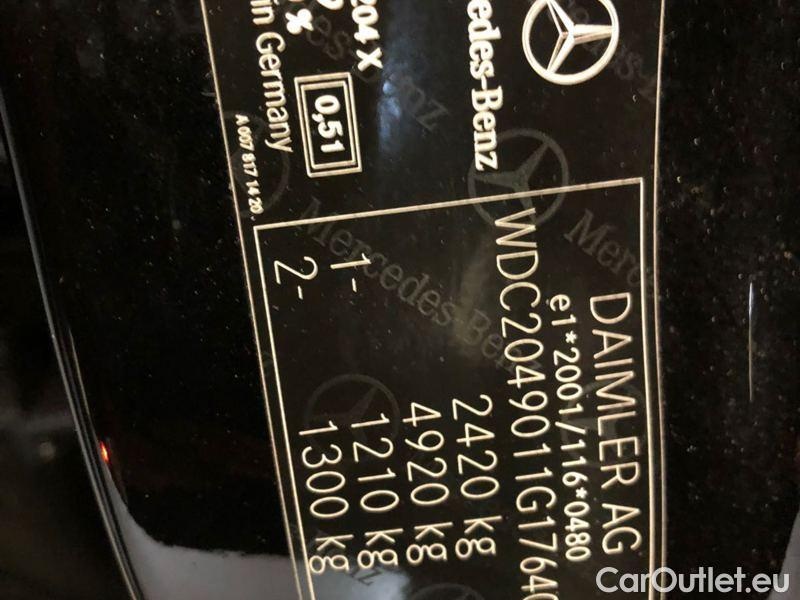 Mercedes-Benz
204 X
%
in Germany
0,51
A 007 817 14 20
DAIMLER AG
e1*2001/116*0480
WDC2049011G1764
2420 kg
4920 kg
1- 1210 kg
2- 1300 kg
CarOutlet.eu